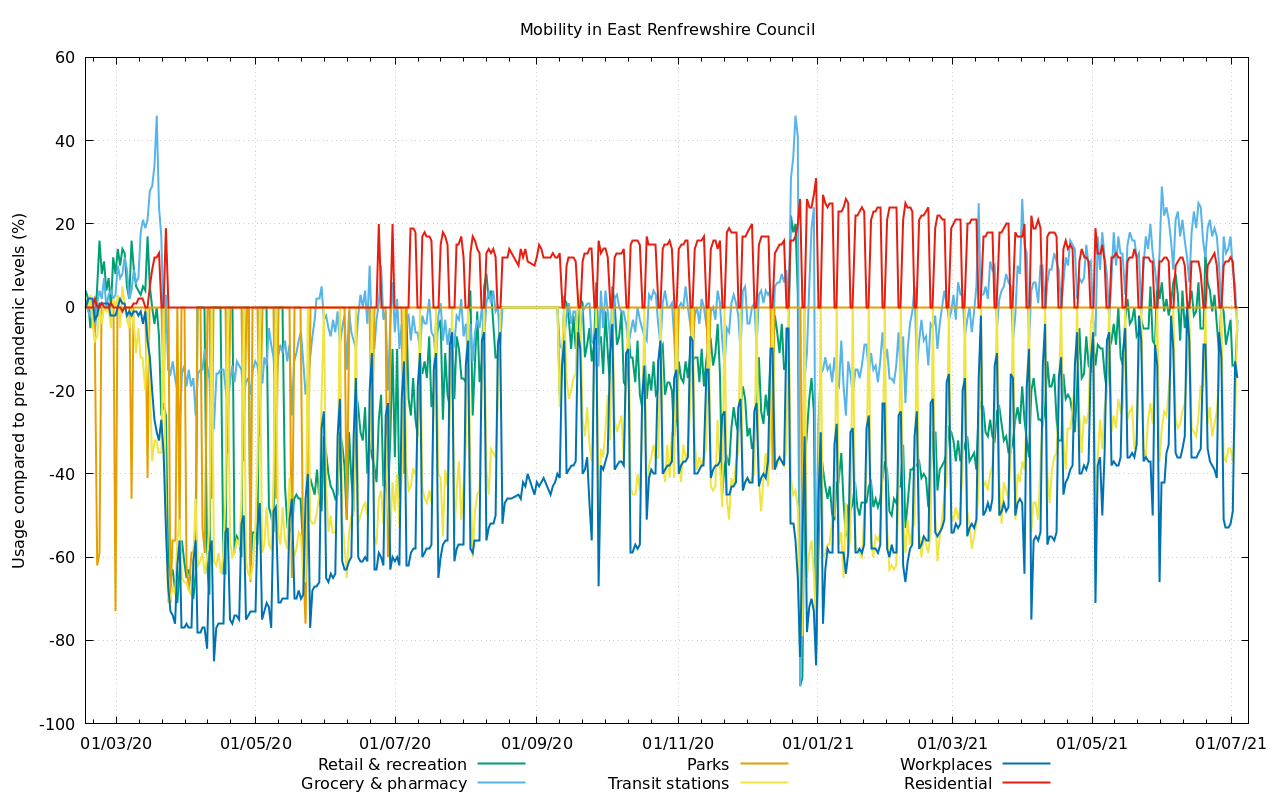 Mobility in East Renfrewshire Council
Usage compared to pre pandemic levels (%)
60
40
20
0
-20
-40
-60
-80
-100
01/03/20 01/05/20 01/07/20 01/09/20 01/11/20 01/01/21 01/03/21 01/05/21 01/07/21
Retail & recreation Parks Workplaces
Grocery & pharmacy Transit stations Residential